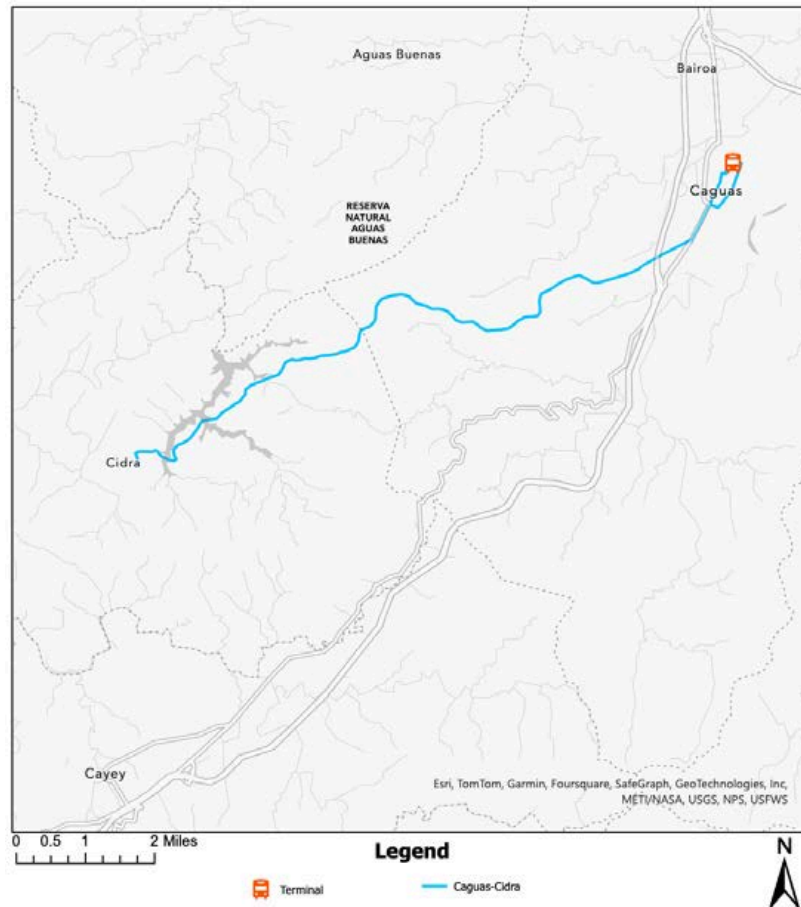 Aguas Buenas
Bairoa
Caguas
RESERVA
NATURAL
AGUAS
BUENAS
Cidra
Cayey
Esri, TomTom, Garmin, Foursquare, SafeGraph, GeoTechnologies, Inc,
METI/NASA, USGS, NPS, USFWS
0 0.5 1 2 Miles
Legend
N
Terminal
Caguas-Cidra